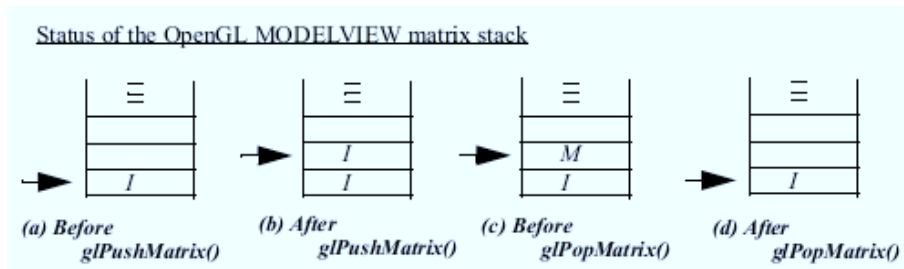 Status of the OpenGL MODELVIEW matrix stack
I
(a) Before
glPushMatrix()
I
I
(b) After
glPushMatrix()
M
I
(c) Before
glPopMatrix()
I
(d) After
glPopMatrix()